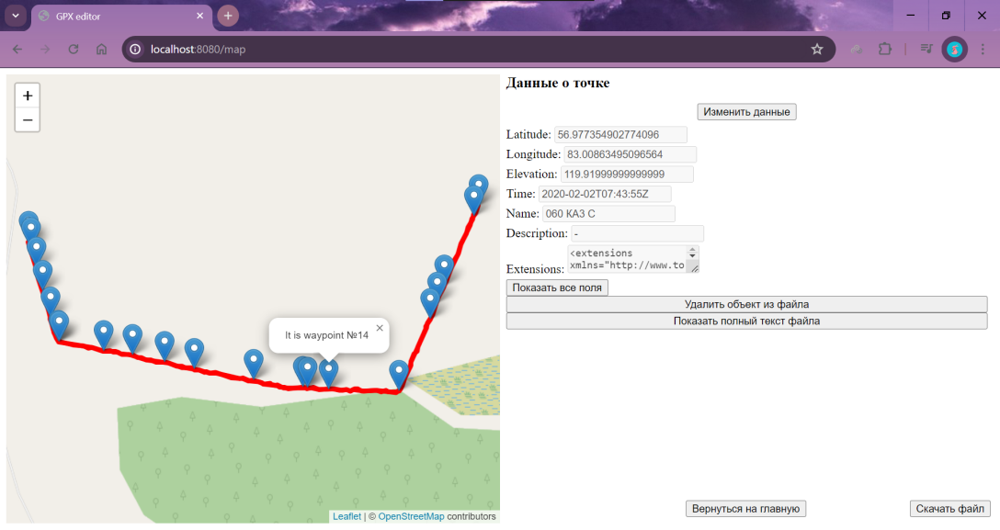 GPX editor
localhost:8080/map
+
−
Данные о точке
Изменить данные
Latitude: 56.977354902774096
Longitude: 83.00863495096564
Elevation: 119.91999999999999
Time: 2020-02-02T07:43:55Z
Name: 060 КАЗ С
Description: -
Extensions: <extensions
xmlns="http://www.to
Показать все поля
Удалить объект из файла
Показать полный текст файла
It is waypoint №14
Leaflet | © OpenStreetMap contributors
Вернуться на главную
Скачать файл